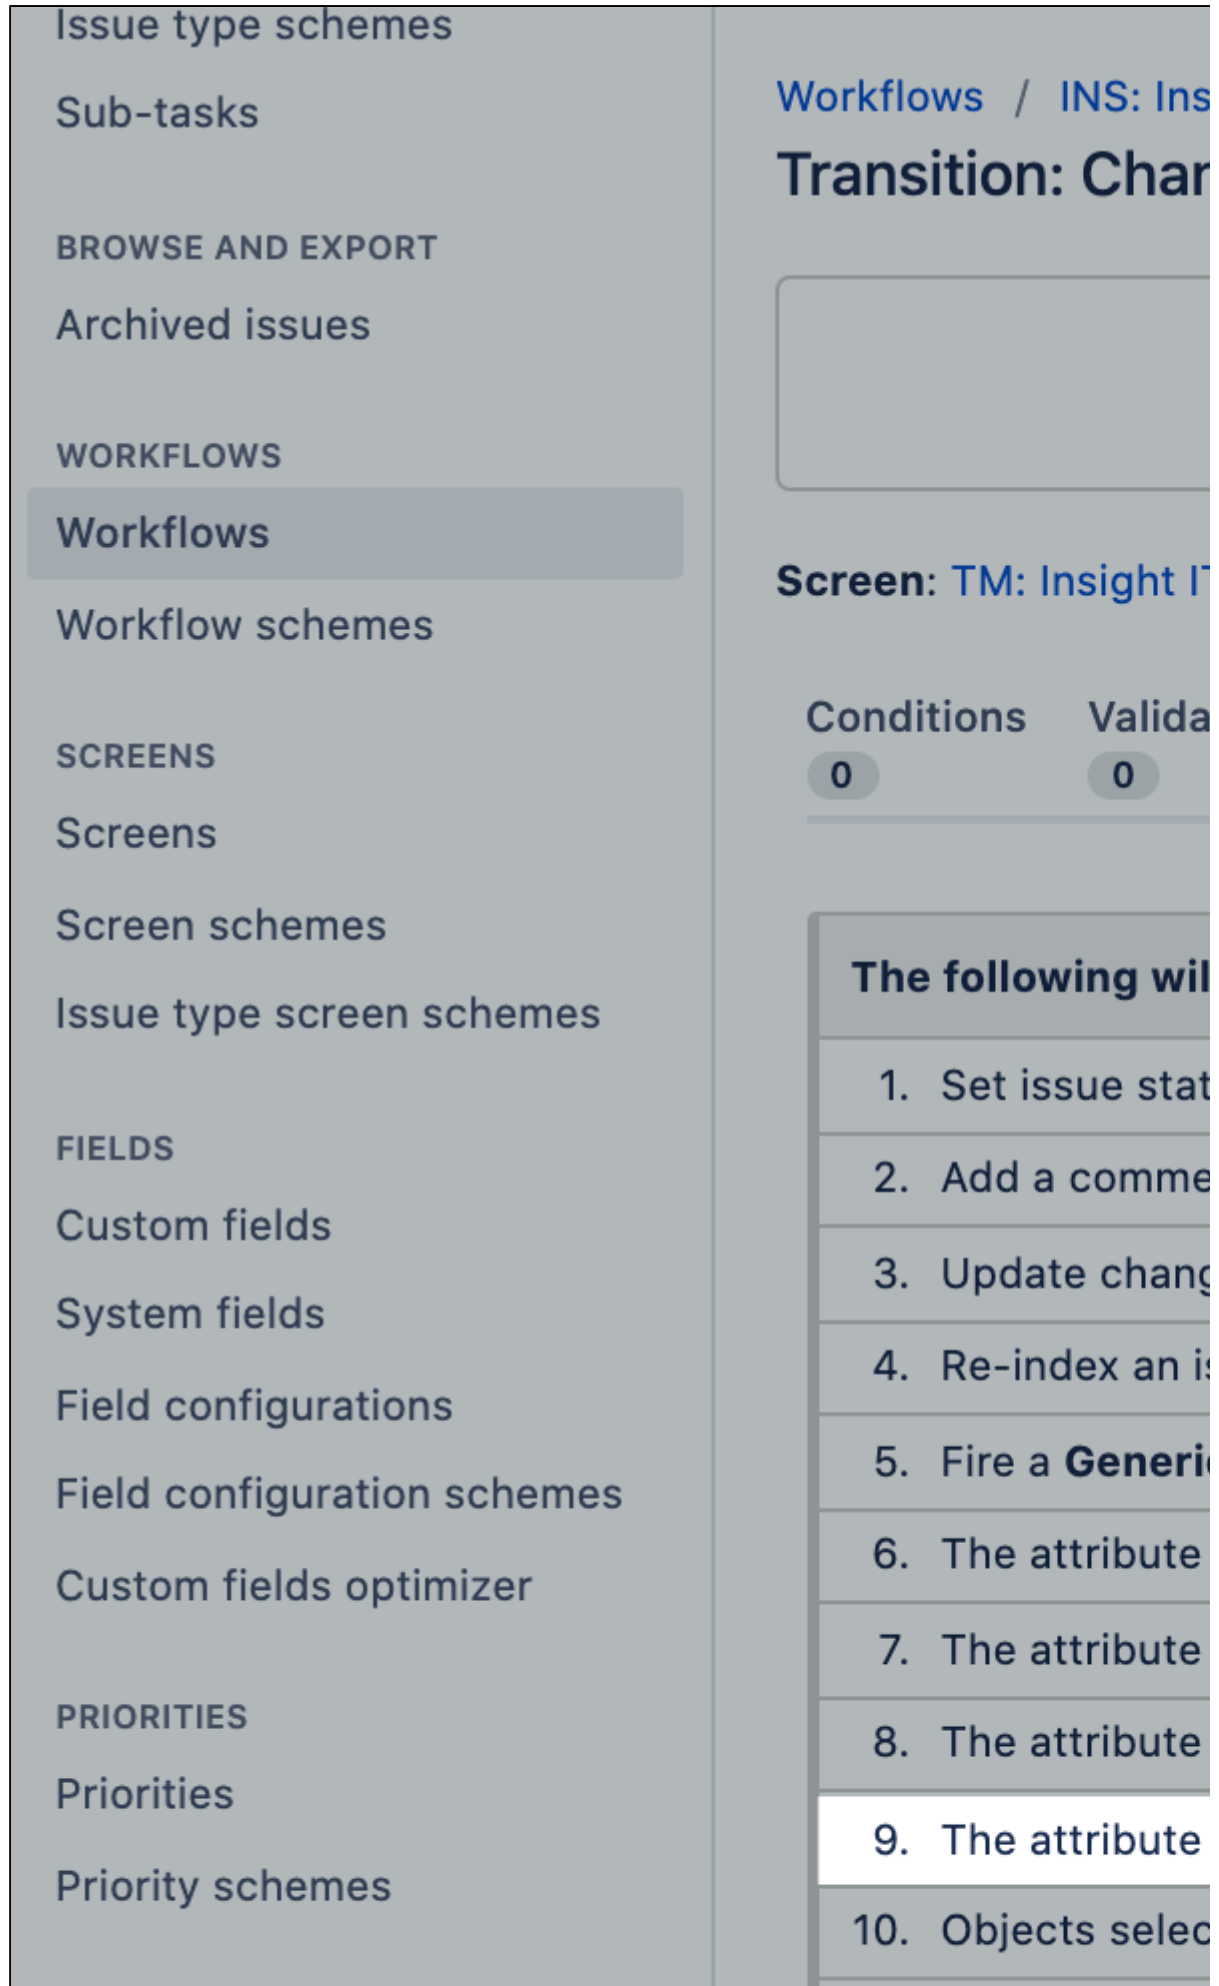 Issue type schemes
Sub-tasks
BROWSE AND EXPORT
Archived issues
WORKFLOWS
Workflows
Workflow schemes
SCREENS
Screens
Screen schemes
Issue type screen schemes
FIELDS
Custom fields
System fields
Field configurations
Field configuration schemes
Custom fields optimizer
PRIORITIES
Priorities
Priority schemes
Workflows / INS: Ins
Transition: Char
Screen: TM: Insight IT
Conditions Valida
0 0
The following wil
1. Set issue stat
2. Add a comme
3. Update chang
4. Re-index an is
5. Fire a Generic
6. The attribute
7. The attribute
8. The attribute
9. The attribute
10. Objects selec